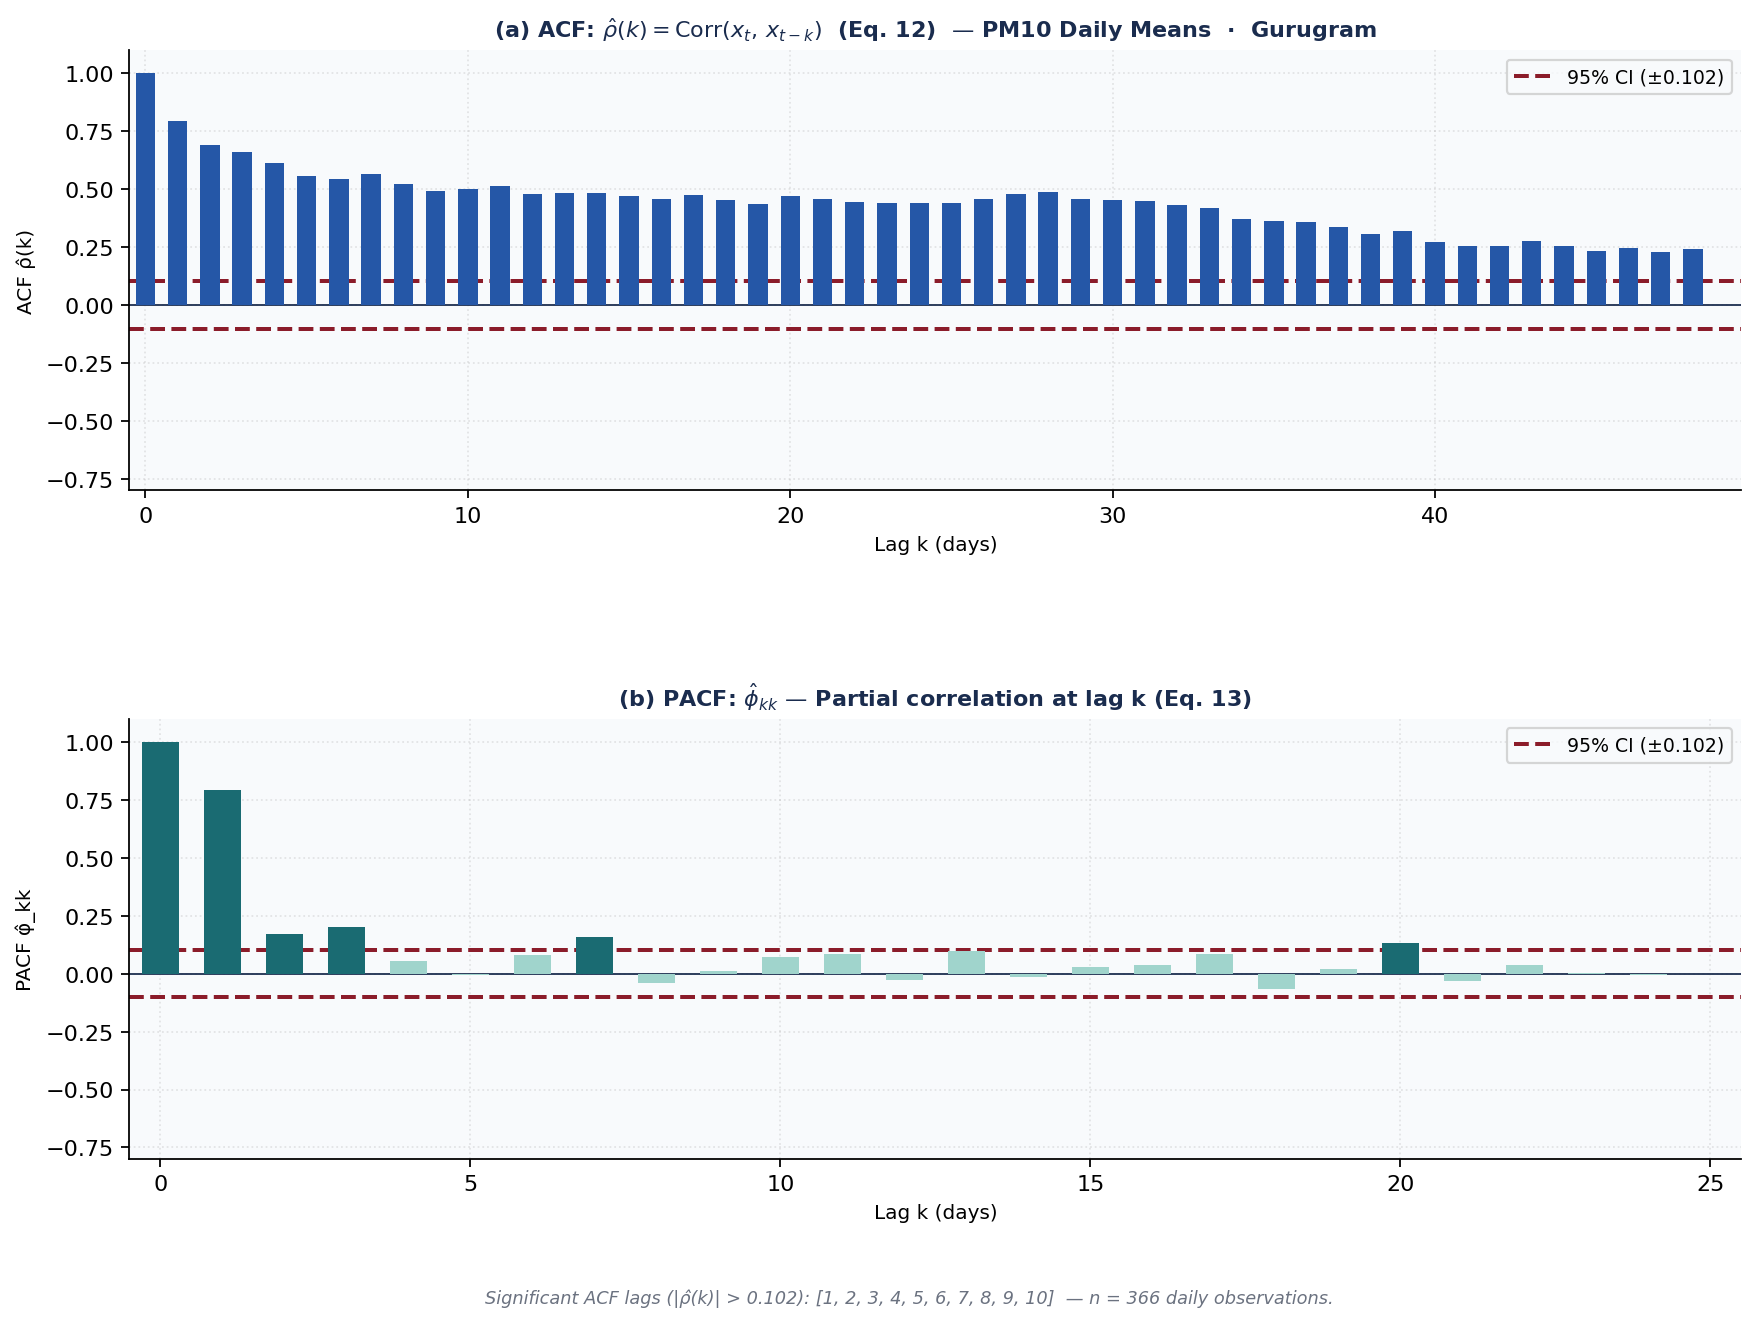 (a) ACF: ρ̂(k) = Corr(x_t, x_{t−k})  (Eq. 12)  — PM10 Daily Means  ·  Gurugram
1.00
0.75
0.50
0.25
0.00
−0.25
−0.50
−0.75
ACF ρ̂(k)
95% CI (±0.102)
0 10 20 30 40
Lag k (days)
(b) PACF: ϕ̂_{kk} — Partial correlation at lag k (Eq. 13)
1.00
0.75
0.50
0.25
0.00
−0.25
−0.50
−0.75
PACF φ̂_kk
95% CI (±0.102)
0 5 10 15 20 25
Lag k (days)
Significant ACF lags (|ρ̂(k)| > 0.102): [1, 2, 3, 4, 5, 6, 7, 8, 9, 10]  — n = 366 daily observations.